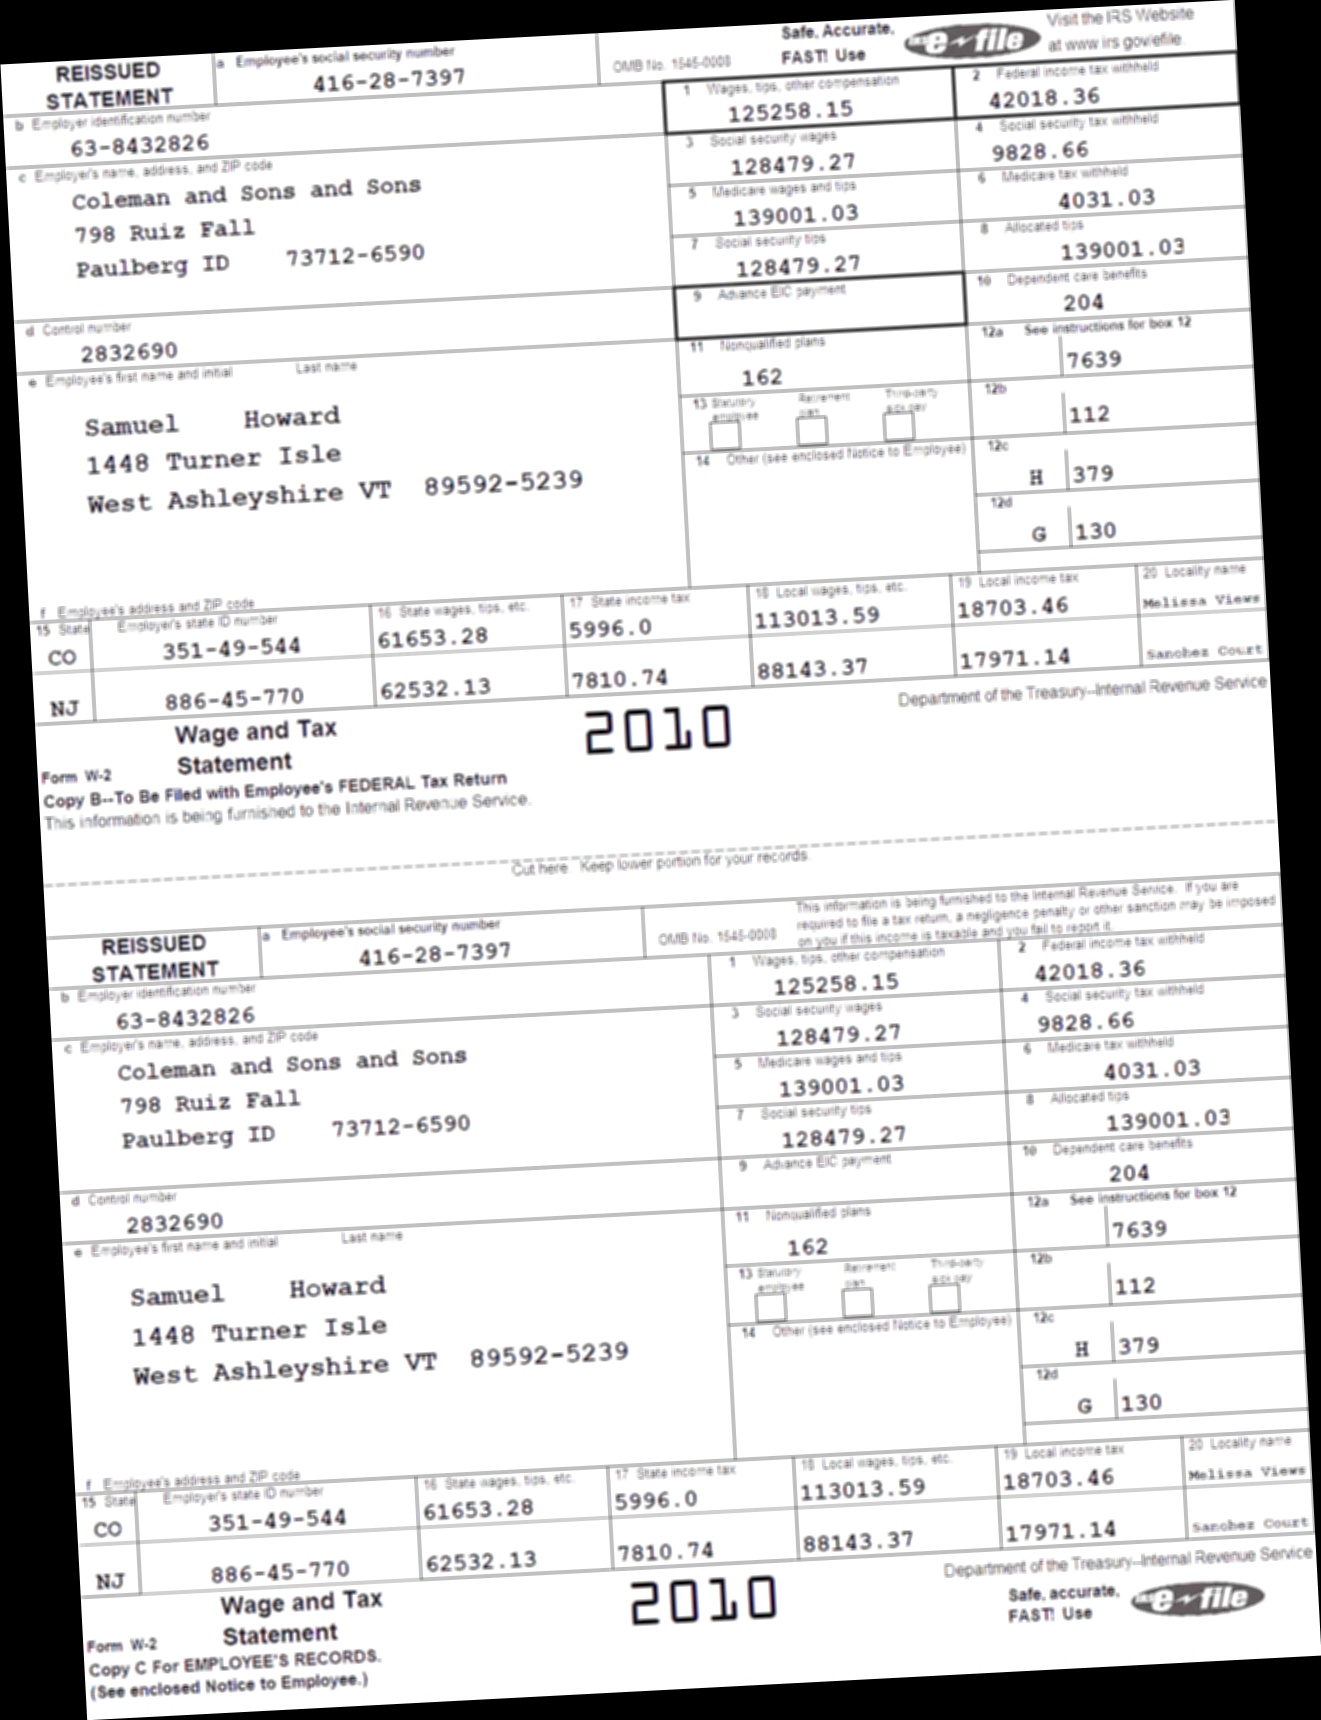 REISSUED STATEMENT
a Employee's social security number
416-28-7397
OMB No. 1545-0008
Safe, Accurate,
FAST! Use
e file
Visit the IRS Website
at www.irs.gov/efile.
b Employer identification number
63-8432826
1 Wages, tips, other compensation
125258.15
2 Federal income tax withheld
42018.36
c Employer's name, address, and ZIP code
Coleman and Sons and Sons
798 Ruiz Fall
Paulberg ID 73712-6590
3 Social security wages
128479.27
4 Social security tax withheld
9828.66
5 Medicare wages and tips
139001.03
6 Medicare tax withheld
4031.03
7 Social security tips
128479.27
8 Allocated tips
139001.03
d Control number
2832690
9 Advance EIC payment
10 Dependent care benefits
204
e Employee's first name and initial Last name
Samuel Howard
1448 Turner Isle
West Ashleyshire VT 89592-5239
11 Nonqualified plans
162
12a See instructions for box 12
7639
13 Statutory employee
Retirement plan
Third-party sick pay
12b
112
14 Other (see enclosed Notice to Employee)
12c
H 379
12d
G 130
f Employee's address and ZIP code
15 State Employer's state ID number
16 State wages, tips, etc.
17 State income tax
18 Local wages, tips, etc.
19 Local income tax
20 Locality name
CO 351-49-544 61653.28 5996.0 113013.59 18703.46 Melissa Views
NJ 886-45-770 62532.13 7810.74 88143.37 17971.14 Sanchez Court
Form W-2
Wage and Tax
Statement
2010
Department of the Treasury--Internal Revenue Service
Copy B--To Be Filed with Employee's FEDERAL Tax Return
This information is being furnished to the Internal Revenue Service.
Cut here. Keep lower portion for your records.
REISSUED STATEMENT
a Employee's social security number
416-28-7397
OMB No. 1545-0008
This information is being furnished to the Internal Revenue Service. If you are
required to file a tax return, a negligence penalty or other sanction may be imposed
on you if this income is taxable and you fail to report it.
b Employer identification number
63-8432826
1 Wages, tips, other compensation
125258.15
2 Federal income tax withheld
42018.36
c Employer's name, address, and ZIP code
Coleman and Sons and Sons
798 Ruiz Fall
Paulberg ID 73712-6590
3 Social security wages
128479.27
4 Social security tax withheld
9828.66
5 Medicare wages and tips
139001.03
6 Medicare tax withheld
4031.03
7 Social security tips
128479.27
8 Allocated tips
139001.03
d Control number
2832690
9 Advance EIC payment
10 Dependent care benefits
204
e Employee's first name and initial Last name
Samuel Howard
1448 Turner Isle
West Ashleyshire VT 89592-5239
11 Nonqualified plans
162
12a See instructions for box 12
7639
13 Statutory employee
Retirement plan
Third-party sick pay
12b
112
14 Other (see enclosed Notice to Employee)
12c
H 379
12d
G 130
f Employee's address and ZIP code
15 State Employer's state ID number
16 State wages, tips, etc.
17 State income tax
18 Local wages, tips, etc.
19 Local income tax
20 Locality name
CO 351-49-544 61653.28 5996.0 113013.59 18703.46 Melissa Views
NJ 886-45-770 62532.13 7810.74 88143.37 17971.14 Sanchez Court
Form W-2
Wage and Tax
Statement
2010
Department of the Treasury--Internal Revenue Service
Safe, accurate,
FAST! Use
e file
Copy C For EMPLOYEE'S RECORDS.
(See enclosed Notice to Employee.)